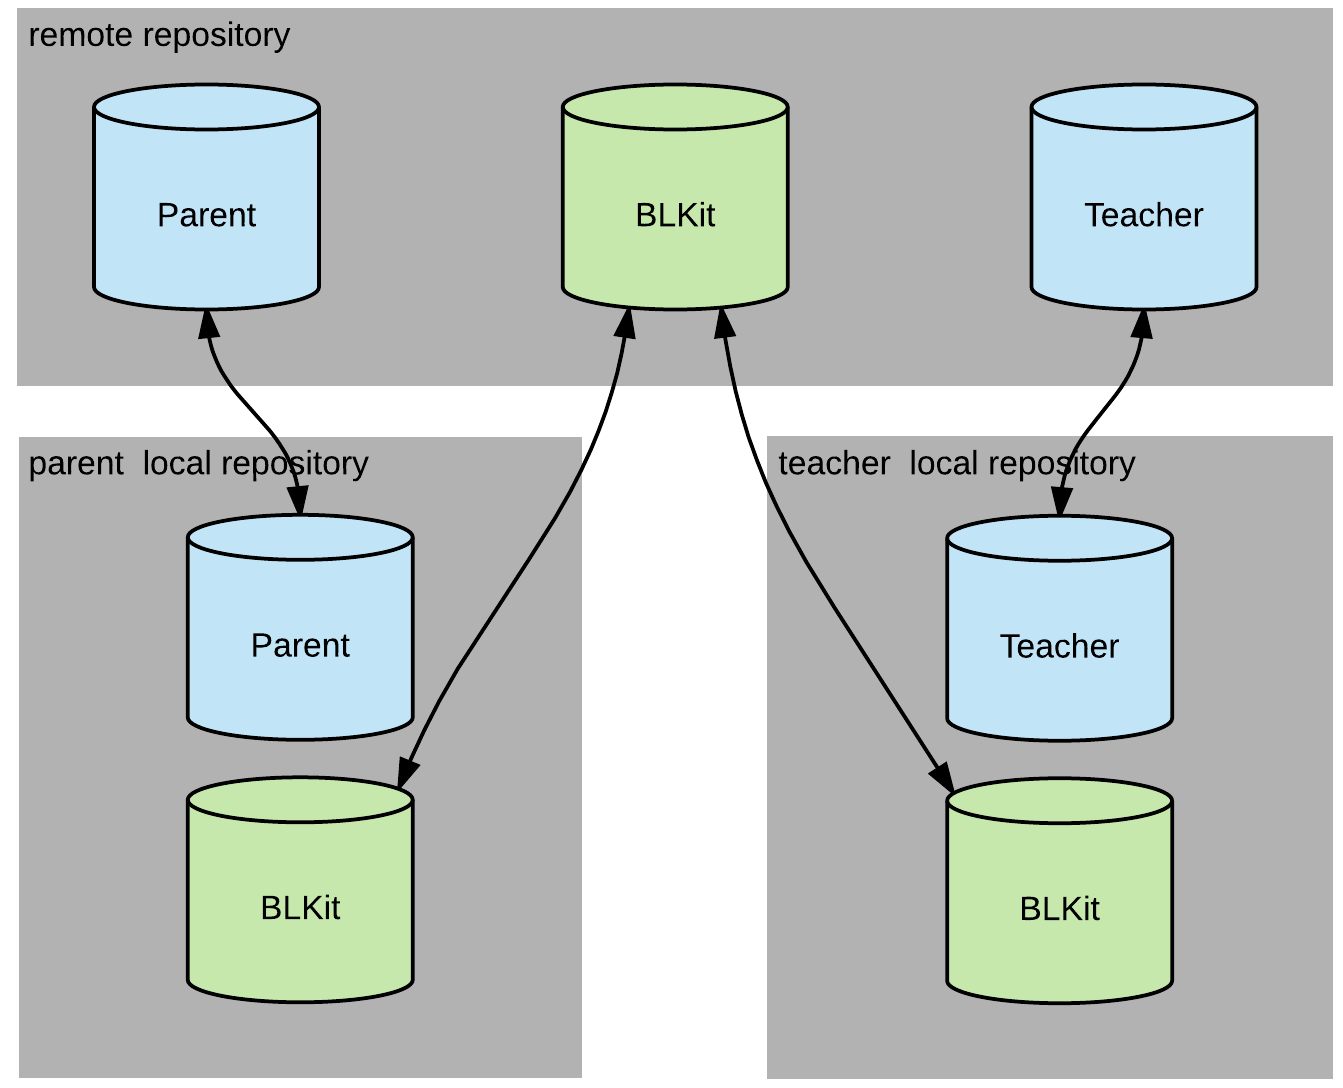 remote repository
Parent
BLKit
Teacher
parent  local repository
teacher  local repository
Parent
Teacher
BLKit
BLKit